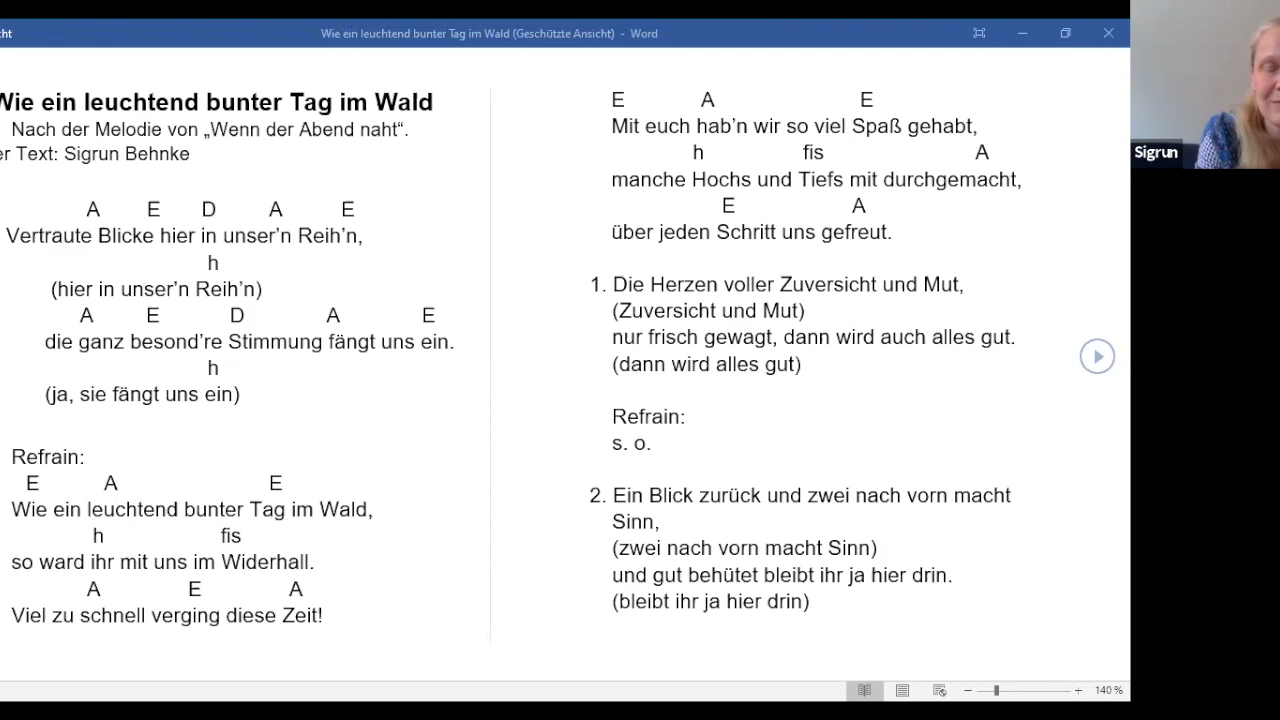 cht
Wie ein leuchtend bunter Tag im Wald (Geschützte Ansicht) - Word
Wie ein leuchtend bunter Tag im Wald
Nach der Melodie von „Wenn der Abend naht“.
er Text: Sigrun Behnke
A E D A E
Vertraute Blicke hier in unser’n Reih’n,
h
(hier in unser’n Reih’n)
A E D A E
die ganz besond’re Stimmung fängt uns ein.
h
(ja, sie fängt uns ein)
Refrain:
E A E
Wie ein leuchtend bunter Tag im Wald,
h fis
so ward ihr mit uns im Widerhall.
A E A
Viel zu schnell verging diese Zeit!
E A E
Mit euch hab’n wir so viel Spaß gehabt,
h fis A
manche Hochs und Tiefs mit durchgemacht,
E A
über jeden Schritt uns gefreut.
1. Die Herzen voller Zuversicht und Mut,
(Zuversicht und Mut)
nur frisch gewagt, dann wird auch alles gut.
(dann wird alles gut)
Refrain:
s. o.
2. Ein Blick zurück und zwei nach vorn macht
Sinn,
(zwei nach vorn macht Sinn)
und gut behütet bleibt ihr ja hier drin.
(bleibt ihr ja hier drin)
140 %
Sigrun